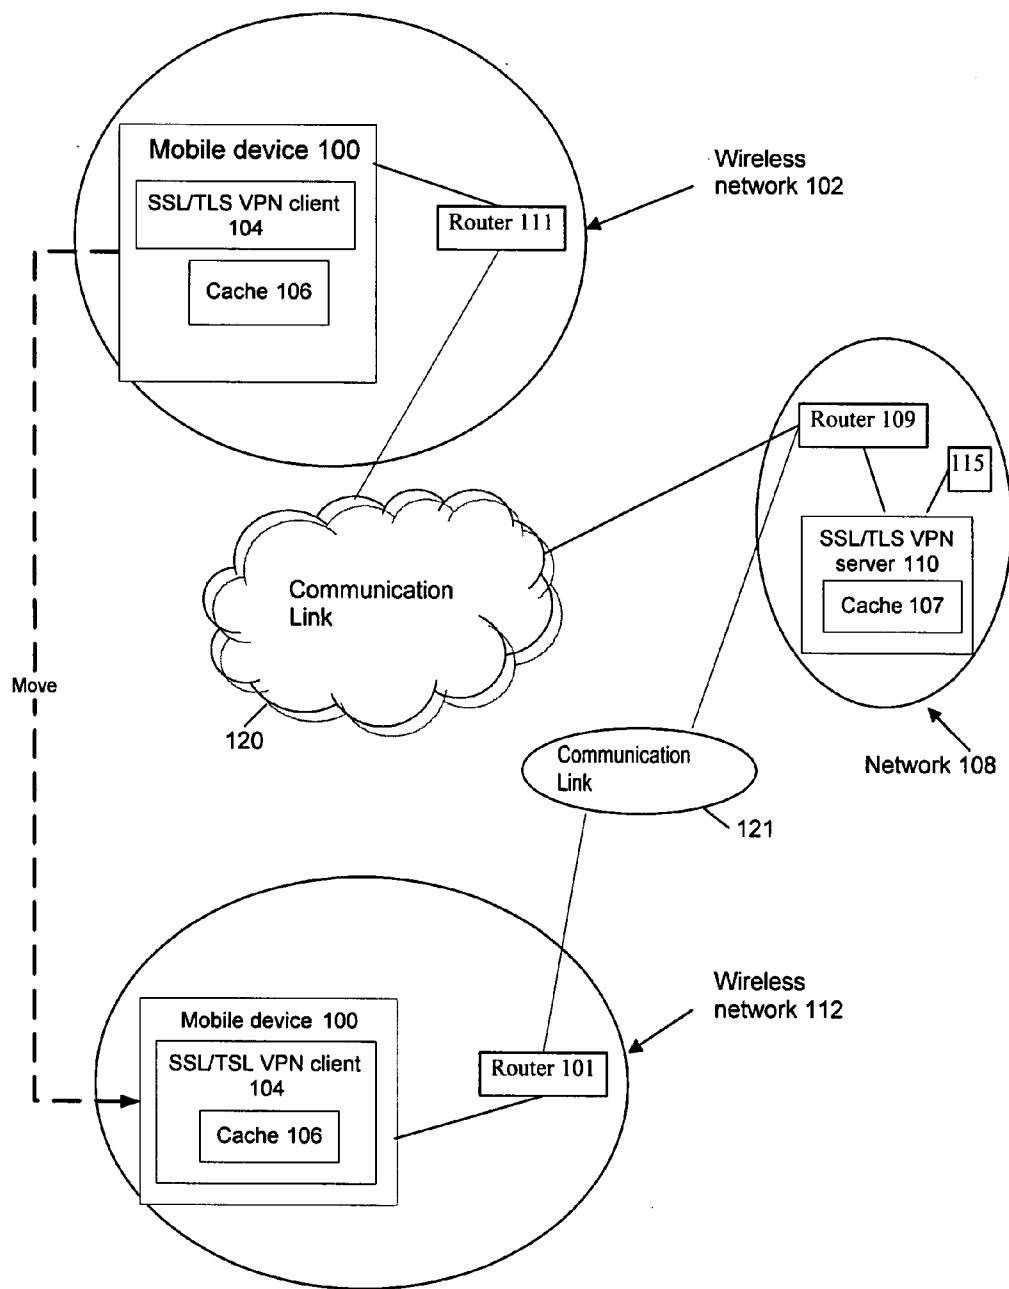 Mobile device 100
SSL/TLS VPN client
104
Cache 106
Router 111
Wireless
network 102
Router 109
115
SSL/TLS VPN
server 110
Cache 107
Network 108
Communication
Link
120
Move
Communication
Link
121
Mobile device 100
SSL/TSL VPN client
104
Cache 106
Router 101
Wireless
network 112